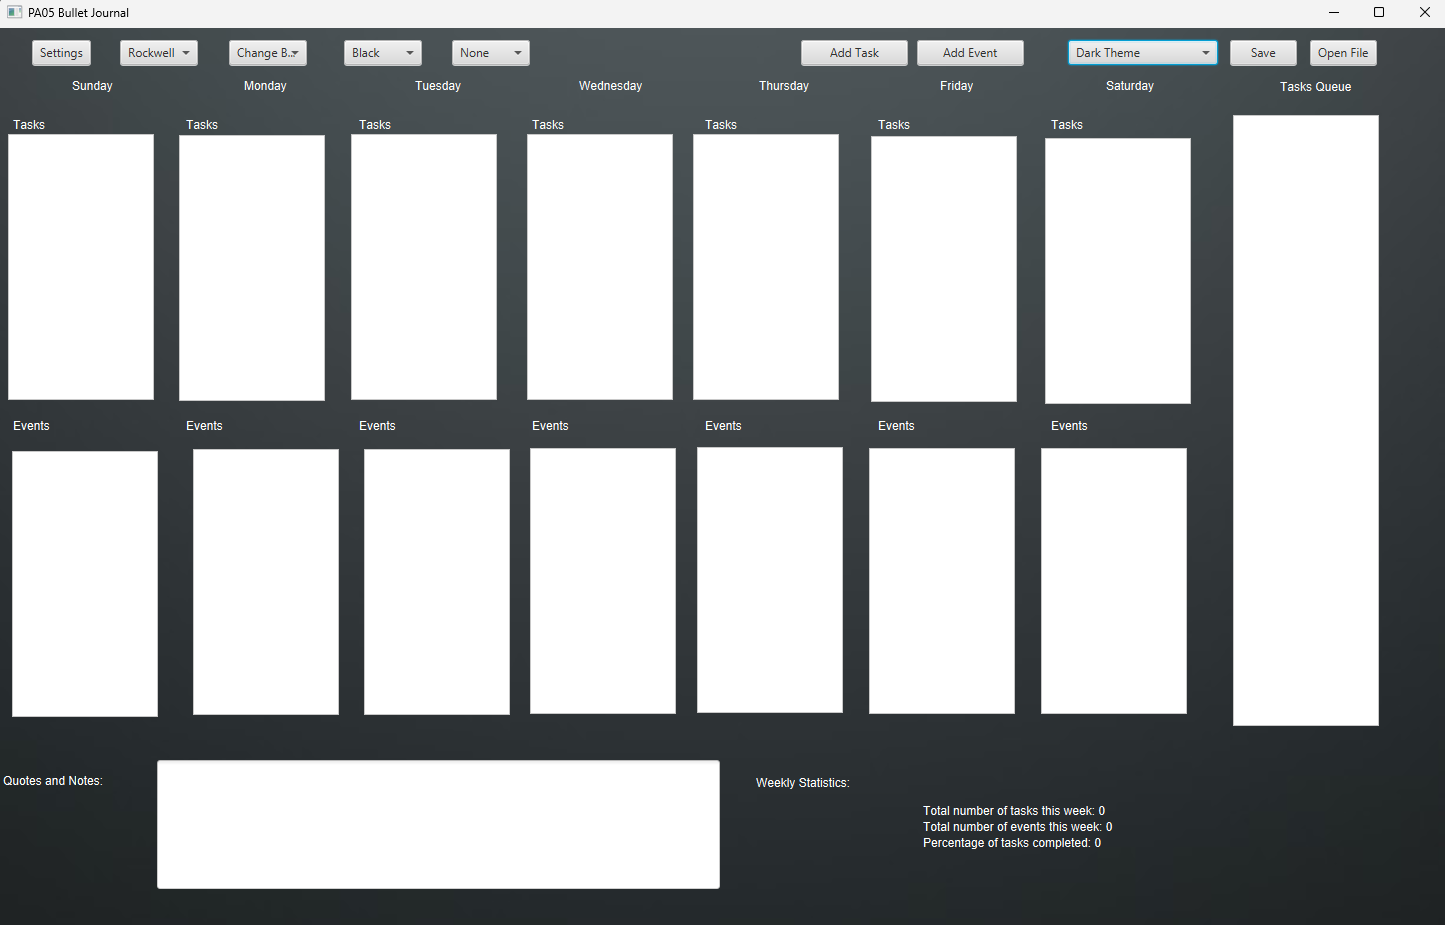 PA05 Bullet Journal
Settings Rockwell Change B... Black None Add Task Add Event Dark Theme Save Open File
Sunday Monday Tuesday Wednesday Thursday Friday Saturday Tasks Queue
Tasks Tasks Tasks Tasks Tasks Tasks Tasks
Events Events Events Events Events Events Events
Quotes and Notes:
Weekly Statistics:
Total number of tasks this week: 0
Total number of events this week: 0
Percentage of tasks completed: 0